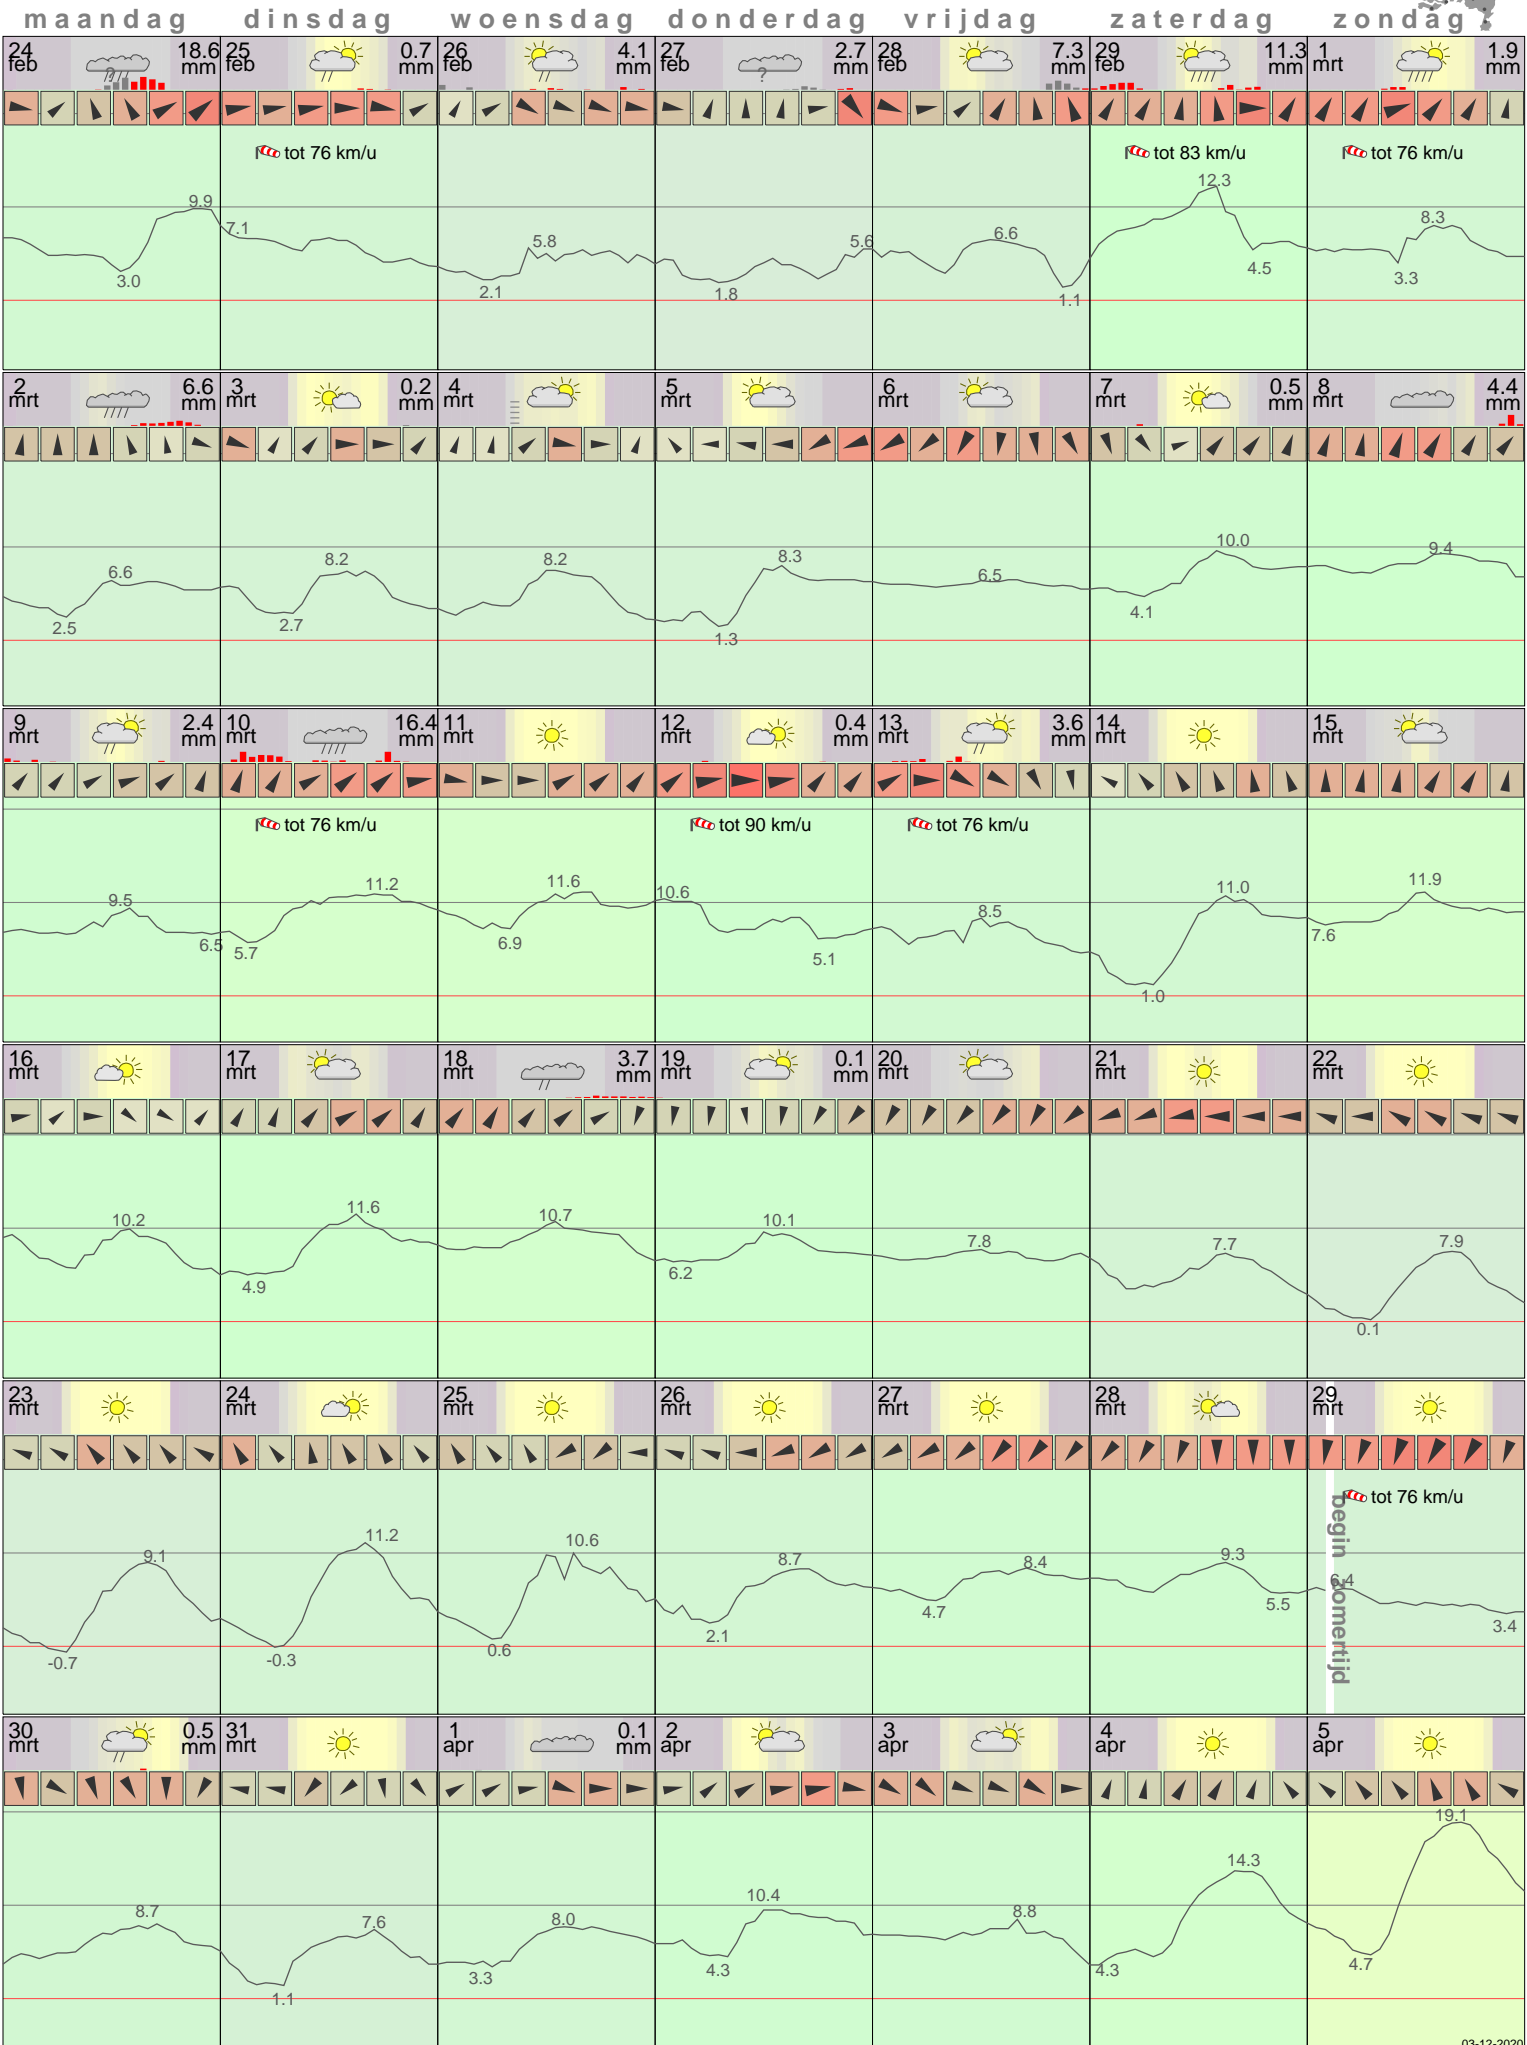 maandag dinsdag woensdag donderdag vrijdag zaterdag zondag
24 feb 18.6 mm 25 feb 0.7 mm 26 feb 4.1 mm 27 feb 2.7 mm 28 feb 7.3 mm 29 feb 11.3 mm 1 mrt 1.9 mm
? ?
tot 76 km/u tot 83 km/u tot 76 km/u
9.9 3.0 7.1 5.8 2.1 5.6 1.8 6.6 1.1 12.3 4.5 8.3 3.3
2 mrt 6.6 mm 3 mrt 0.2 mm 4 mrt 5 mrt 6 mrt 7 mrt 0.5 mm 8 mrt 4.4 mm
6.6 2.5 8.2 2.7 8.2 8.3 1.3 6.5 10.0 4.1 9.4
9 mrt 2.4 mm 10 mrt 16.4 mm 11 mrt 12 mrt 0.4 mm 13 mrt 3.6 mm 14 mrt 15 mrt
tot 76 km/u tot 90 km/u tot 76 km/u
9.5 6.5 11.2 5.7 11.6 6.9 10.6 5.1 8.5 11.0 1.0 11.9 7.6
16 mrt 17 mrt 18 mrt 3.7 mm 19 mrt 0.1 mm 20 mrt 21 mrt 22 mrt
10.2 11.6 4.9 10.7 10.1 6.2 7.8 7.7 7.9 0.1
23 mrt 24 mrt 25 mrt 26 mrt 27 mrt 28 mrt 29 mrt
tot 76 km/u
begin zomertijd
9.1 -0.7 11.2 -0.3 10.6 0.6 8.7 2.1 8.4 4.7 9.3 5.5 6.4 3.4
30 mrt 0.5 mm 31 mrt 1 apr 0.1 mm 2 apr 3 apr 4 apr 5 apr
8.7 7.6 1.1 8.0 3.3 10.4 4.3 8.8 14.3 4.3 19.1 4.7
03-12-2020